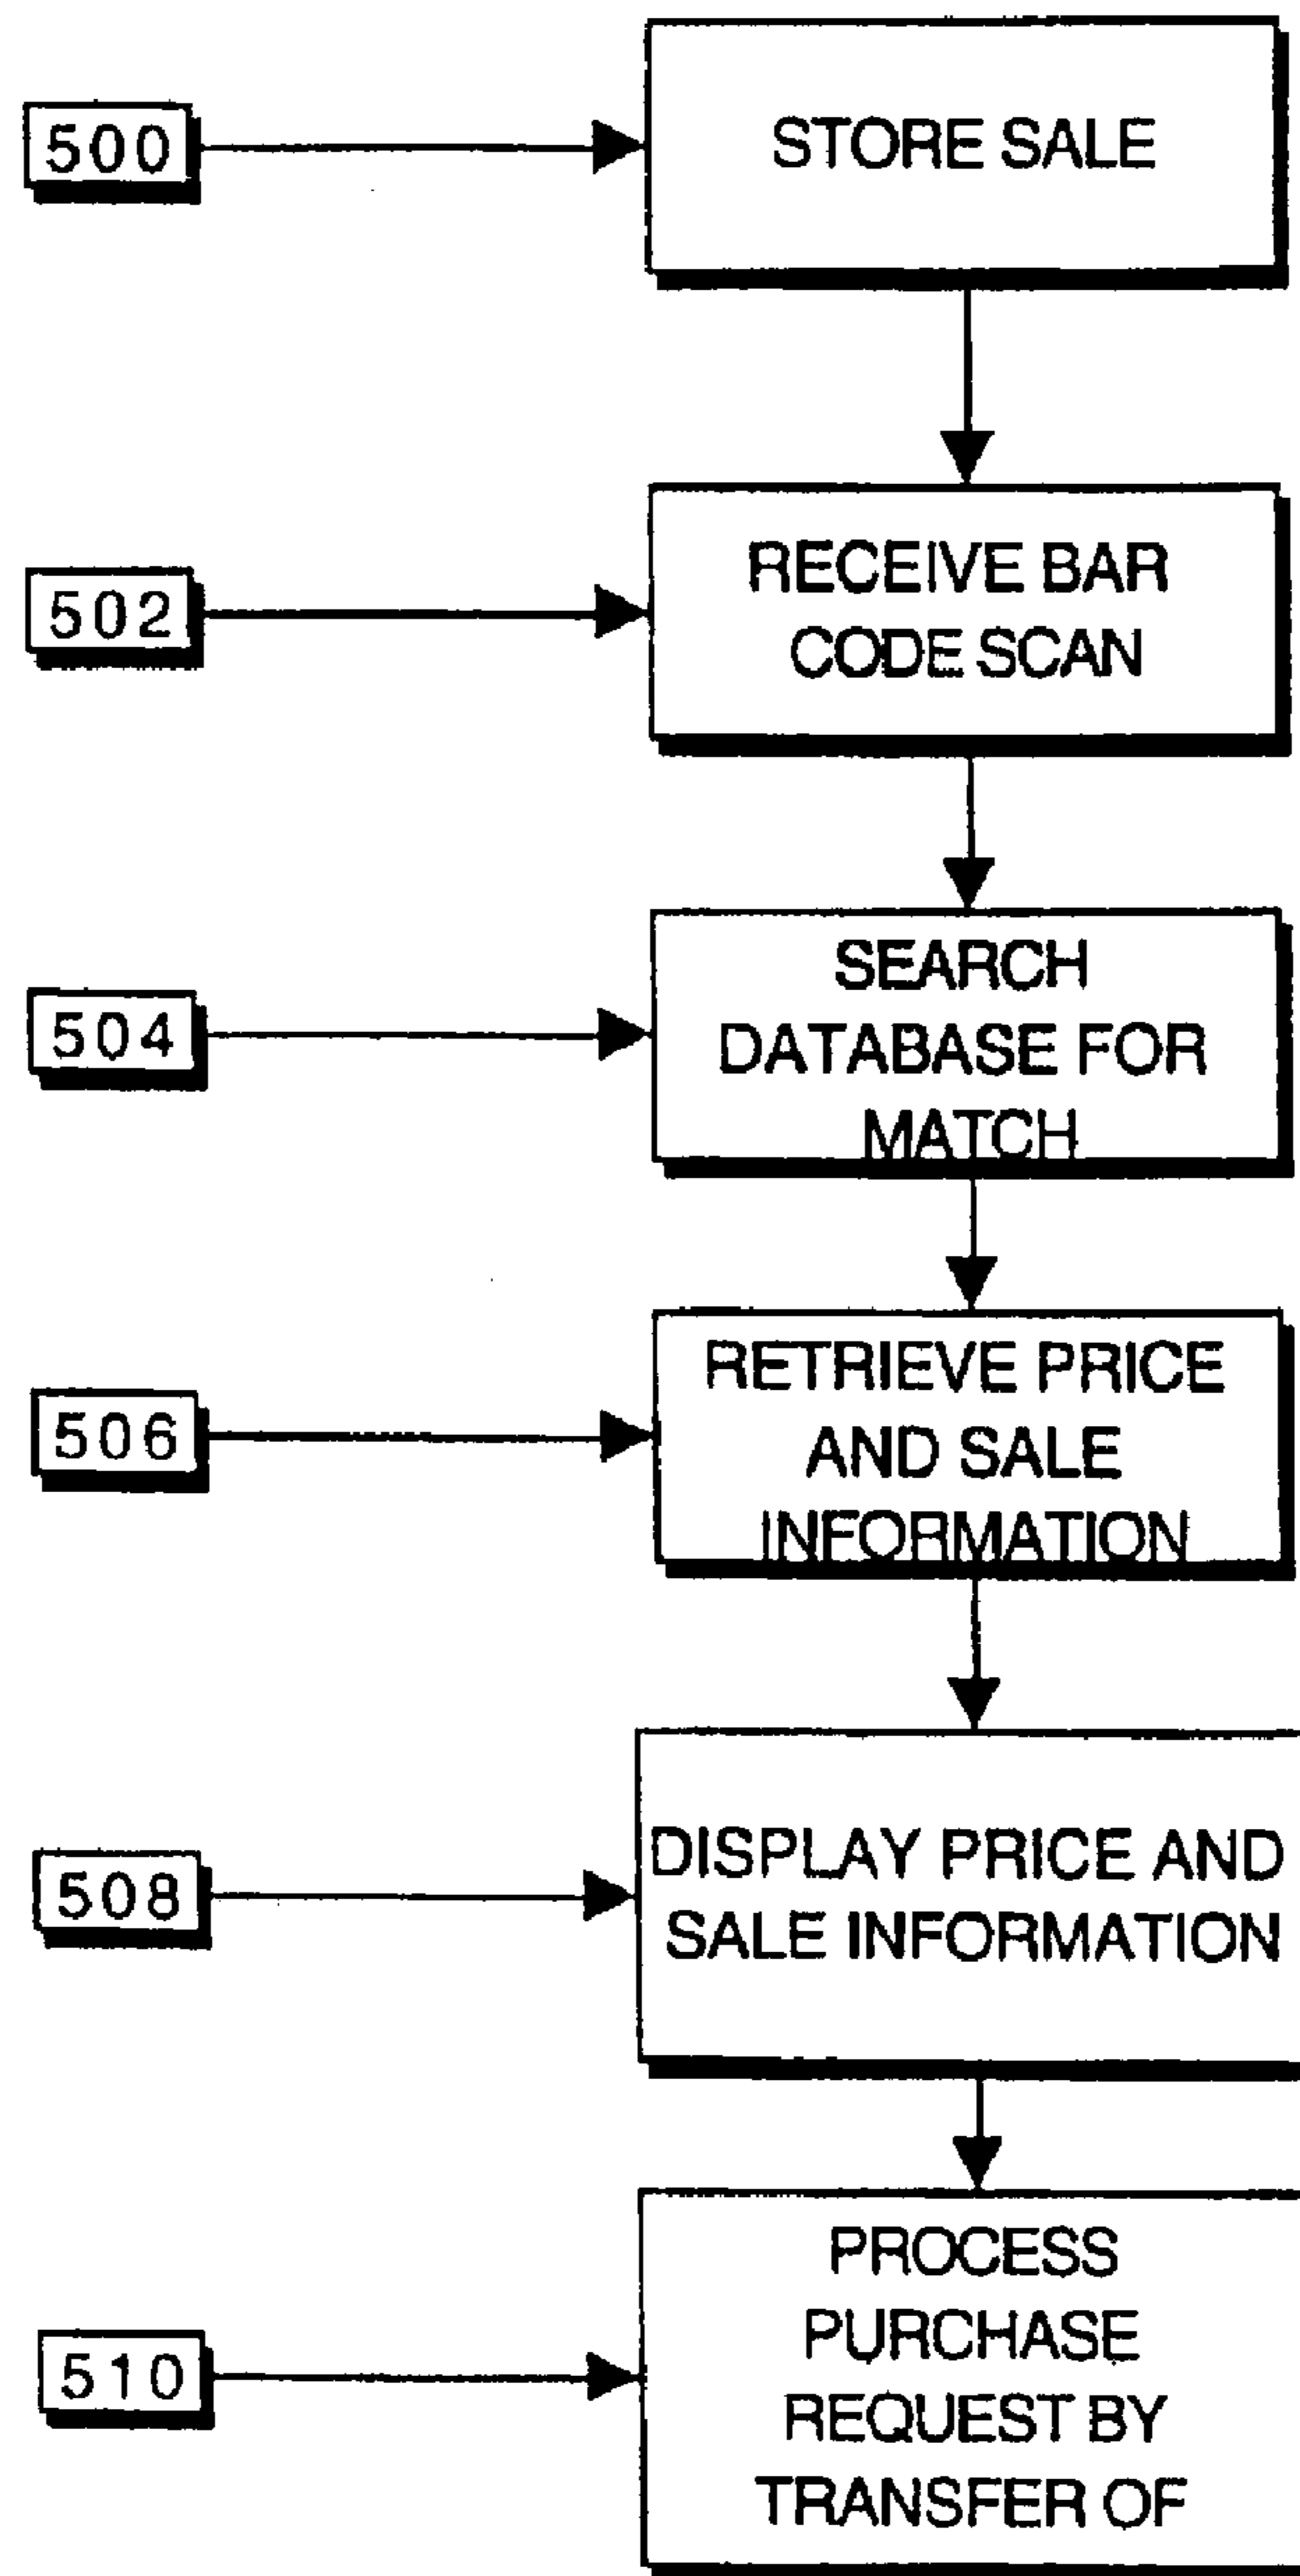 500
STORE SALE
502
RECEIVE BAR
CODE SCAN
504
SEARCH
DATABASE FOR
MATCH
506
RETRIEVE PRICE
AND SALE
INFORMATION
508
DISPLAY PRICE AND
SALE INFORMATION
510
PROCESS
PURCHASE
REQUEST BY
TRANSFER OF